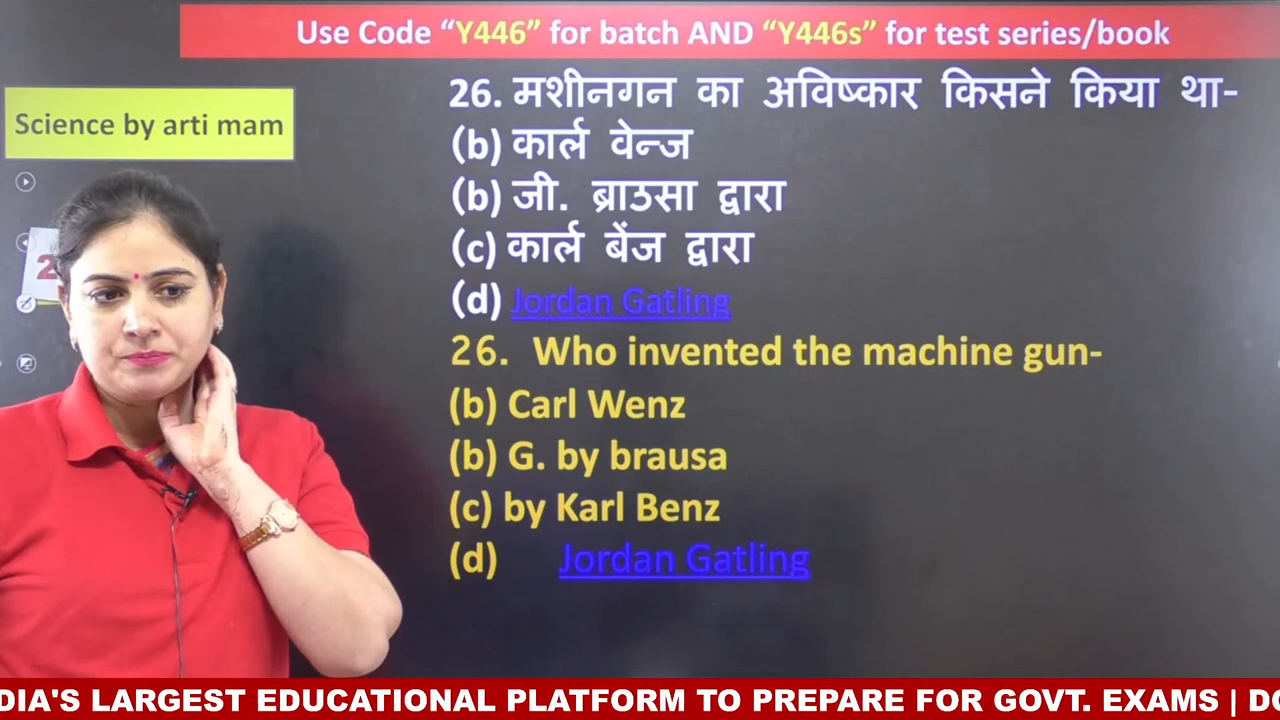 Use Code “Y446” for batch AND “Y446s” for test series/book
Science by arti mam
26. मशीनगन का अविष्कार किसने किया था-
(b) कार्ल वेन्ज
(b) जी. ब्राउसा द्वारा
(c) कार्ल बेंज द्वारा
(d) Jordan Gatling
26. Who invented the machine gun-
(b) Carl Wenz
(b) G. by brausa
(c) by Karl Benz
(d) Jordan Gatling
2
DIA'S LARGEST EDUCATIONAL PLATFORM TO PREPARE FOR GOVT. EXAMS |